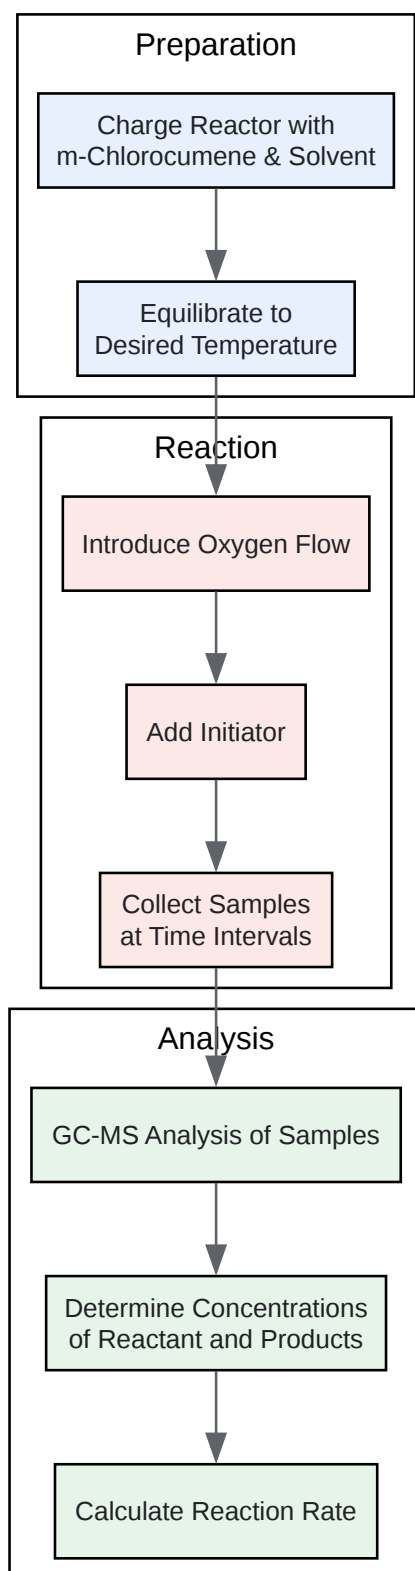 Preparation
Charge Reactor with
m-Chlorocumene & Solvent
Equilibrate to
Desired Temperature
Reaction
Introduce Oxygen Flow
Add Initiator
Collect Samples
at Time Intervals
Analysis
GC-MS Analysis of Samples
Determine Concentrations
of Reactant and Products
Calculate Reaction Rate